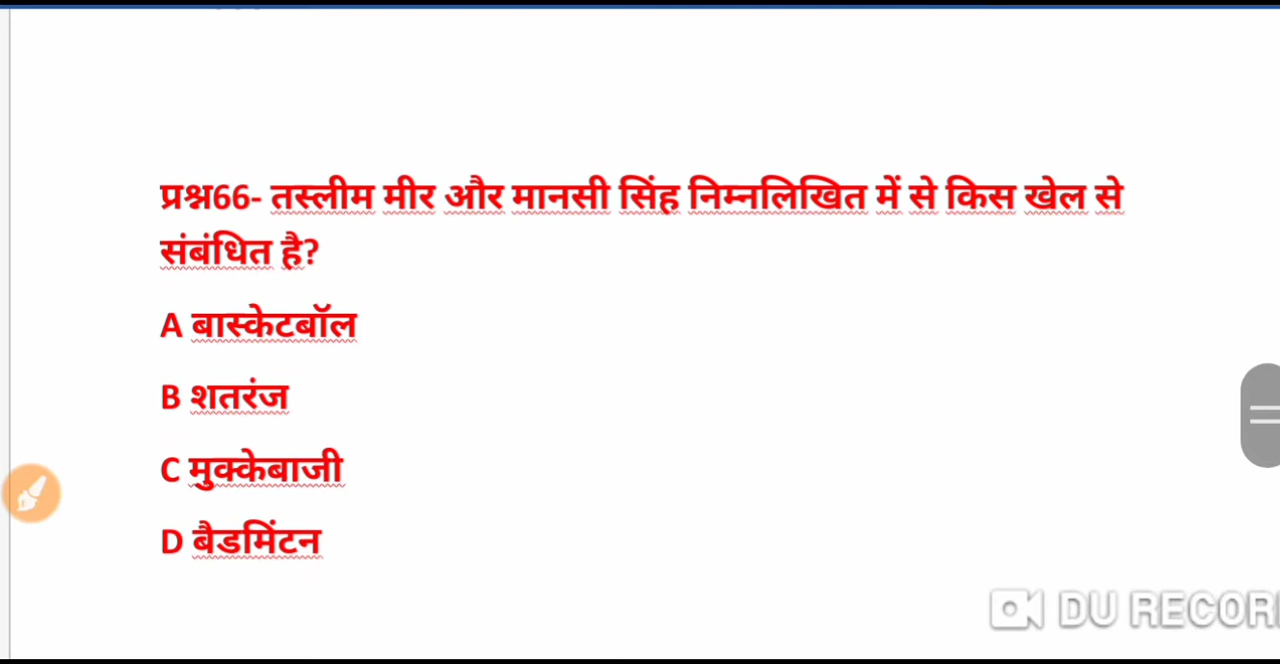 प्रश्न66- तस्लीम मीर और मानसी सिंह निम्नलिखित में से किस खेल से
संबंधित है?
A बास्केटबॉल
B शतरंज
C मुक्केबाजी
D बैडमिंटन
DU RECOR